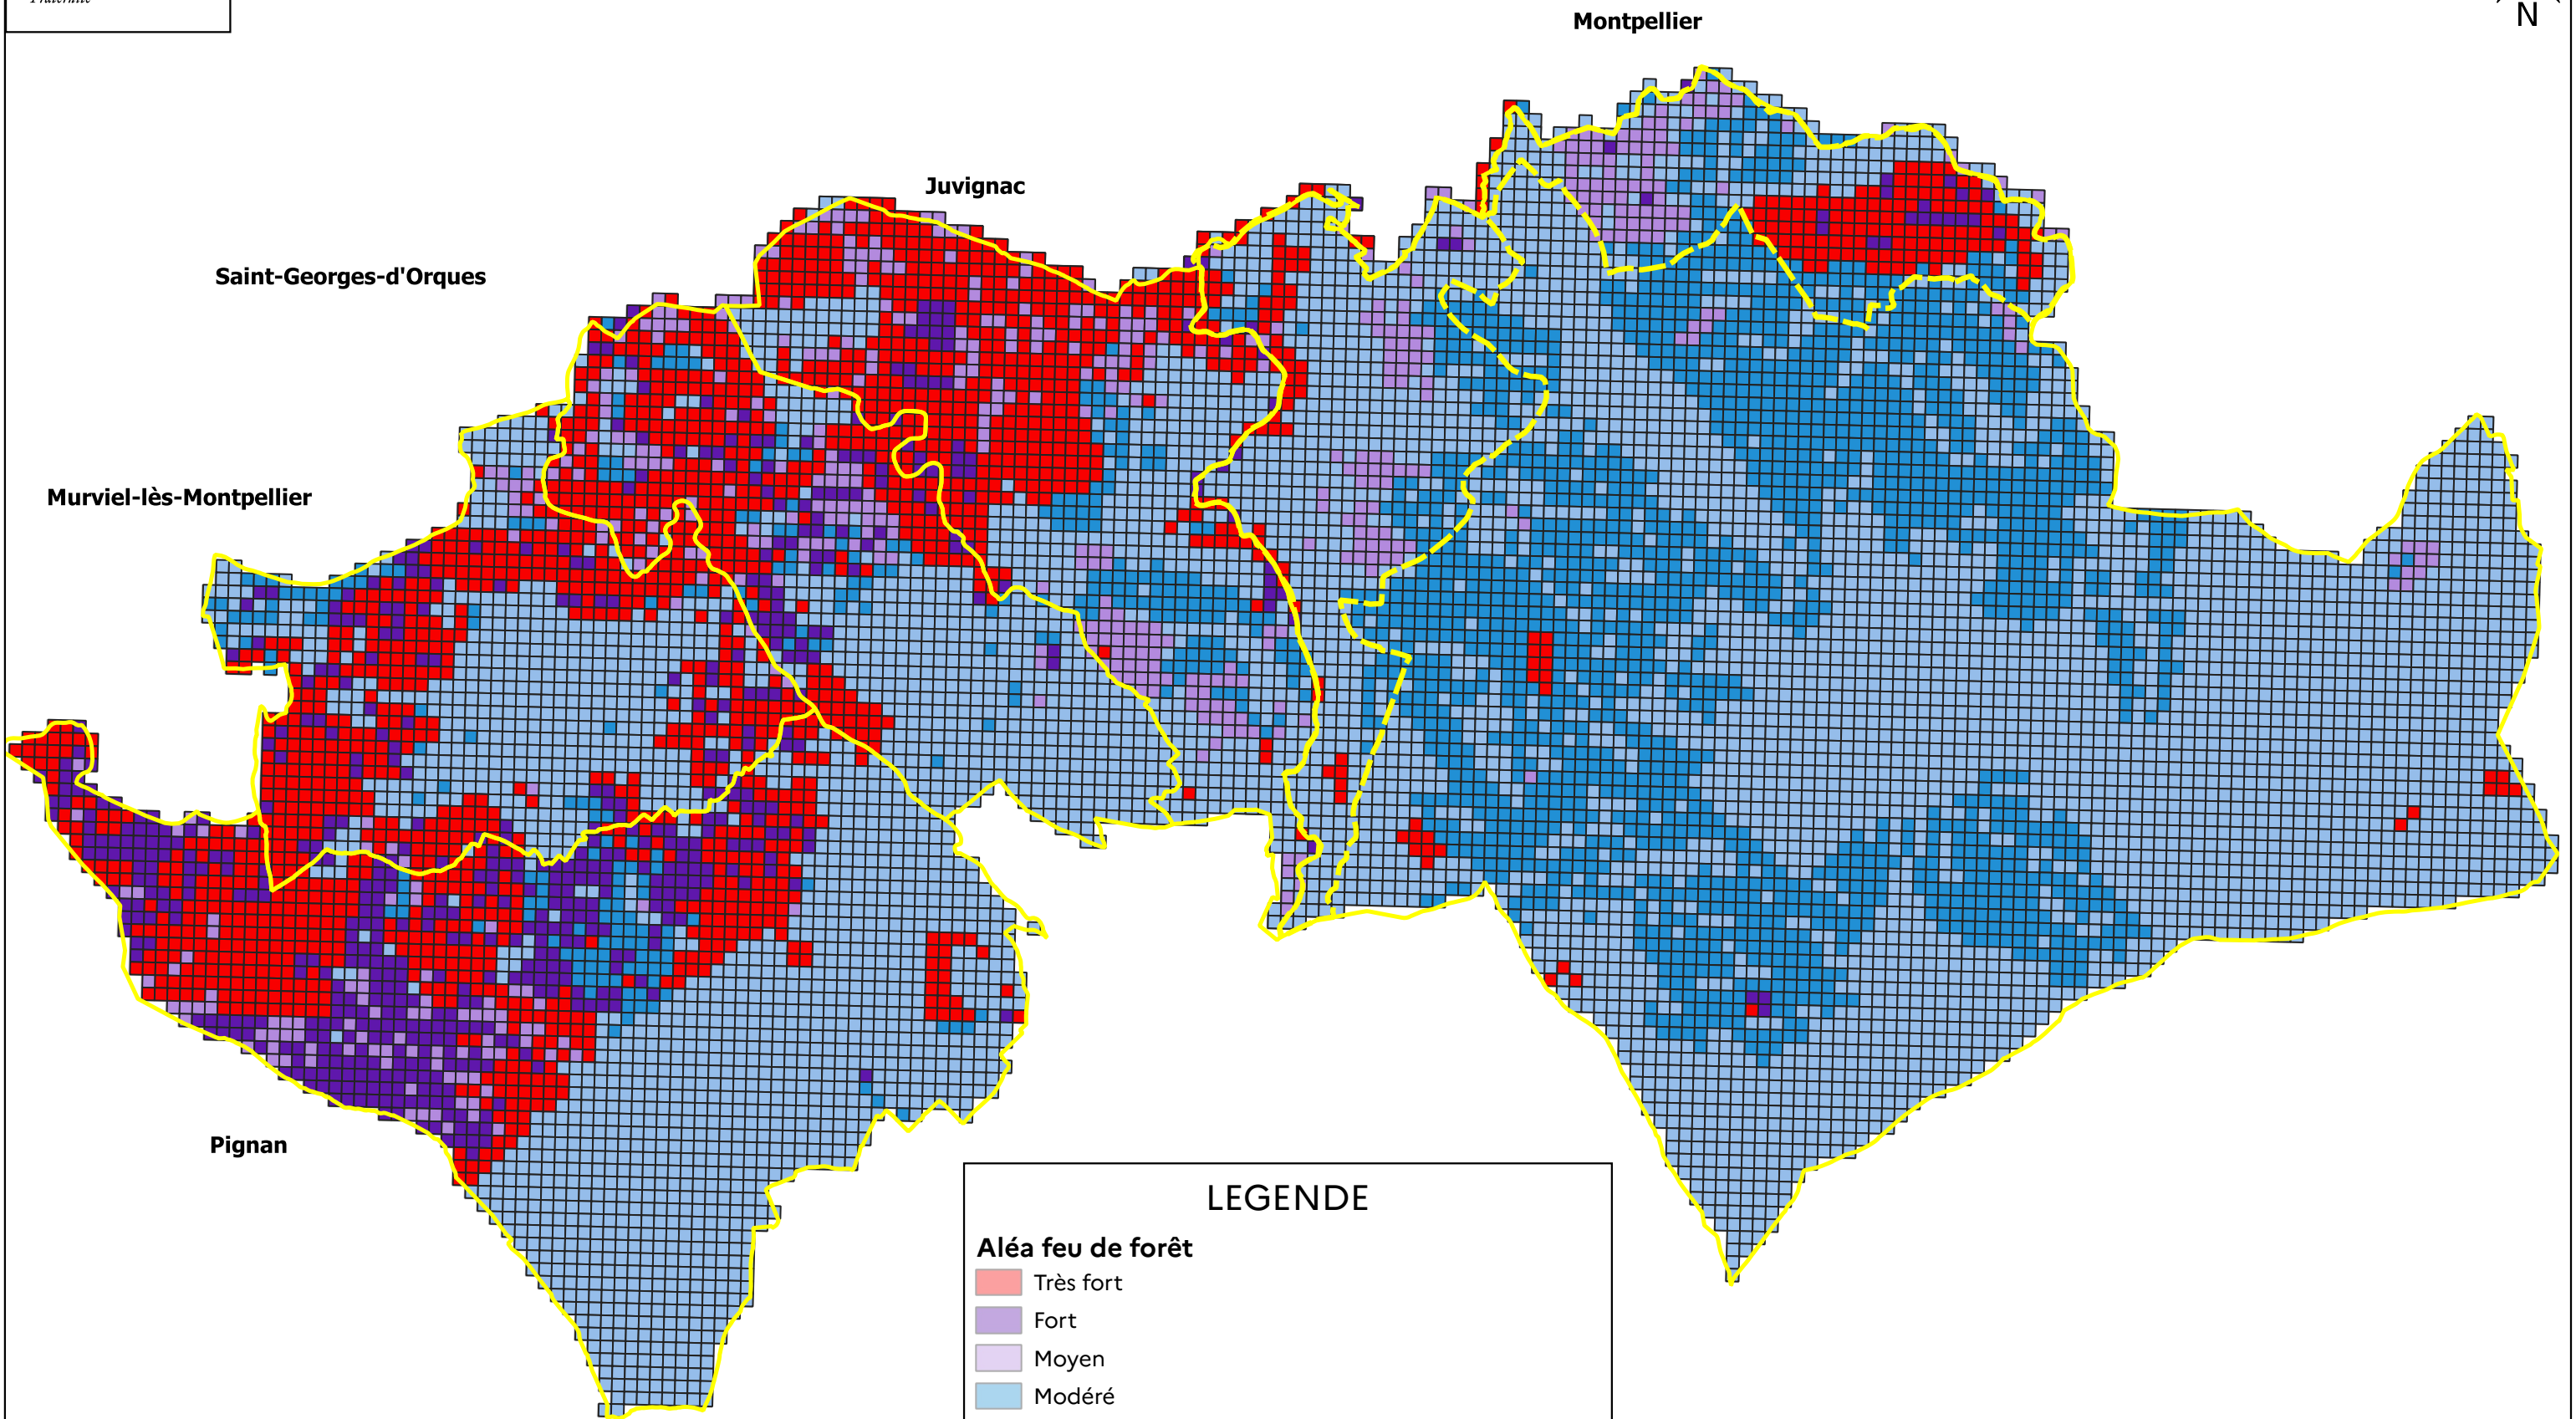 Fraternité
N
Montpellier
Juvignac
Saint-Georges-d'Orques
Murviel-lès-Montpellier
Pignan
LEGENDE
Aléa feu de forêt
Très fort
Fort
Moyen
Modéré